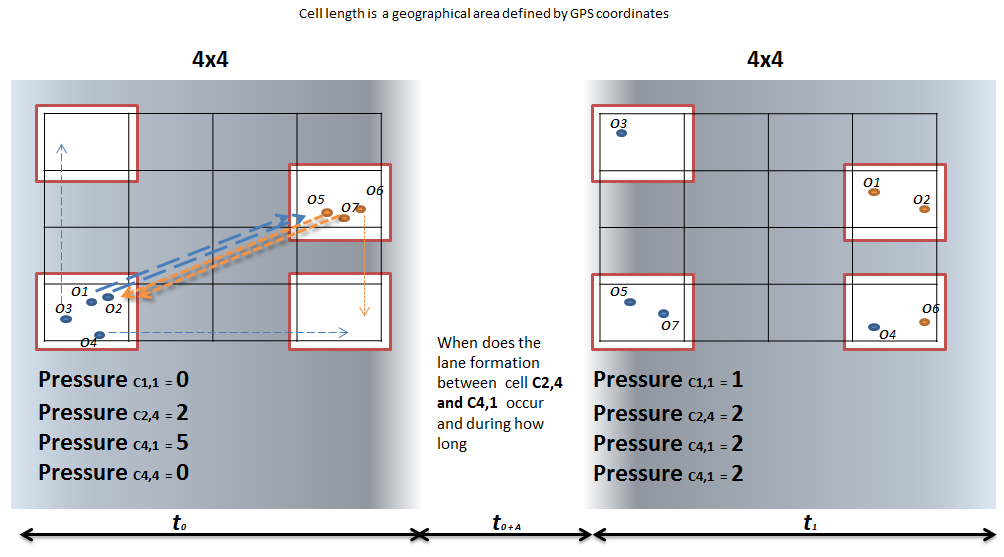 Cell length is a geographical area defined by GPS coordinates
4x4
4x4
O5
O6
O7
O1
O2
O3
O4
O3
O1
O2
O5
O7
O6
O4
Pressure C1,1 = 0
Pressure C2,4 = 2
Pressure C4,1 = 5
Pressure C4,4 = 0
When does the
lane formation
between cell C2,4
and C4,1 occur
and during how
long
Pressure C1,1 = 1
Pressure C2,4 = 2
Pressure C4,1 = 2
Pressure C4,1 = 2
t0
t0+A
t1